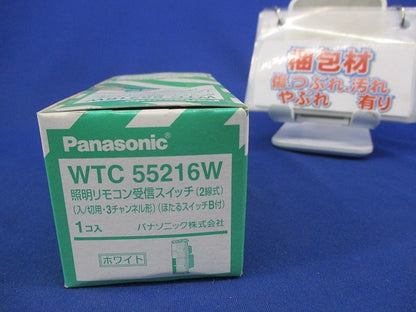 Panasonic
WTC 55216W
照明リモコン受信スイッチ(2線式)
(入/切用・3チャンネル形)(ほたるスイッチB付)
1コ入
パナソニック株式会社
ホワイト
梱包材
傷.つぶれ.汚れ
やぶれ 有り